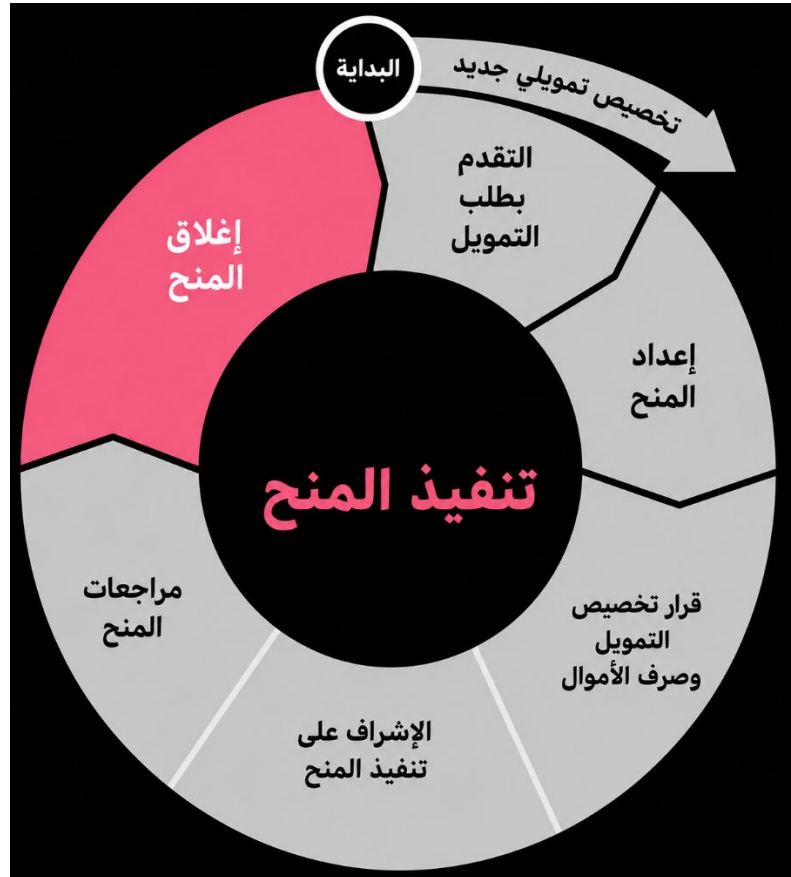 البداية
تخصيص تمويلي جديد
التقدم
بطلب
التمويل
إعداد
المنح
قرار تخصيص
التمويل
وصرف الأموال
الإشراف على
تنفيذ المنح
مراجعات
المنح
إغلاق
المنح
تنفيذ المنح